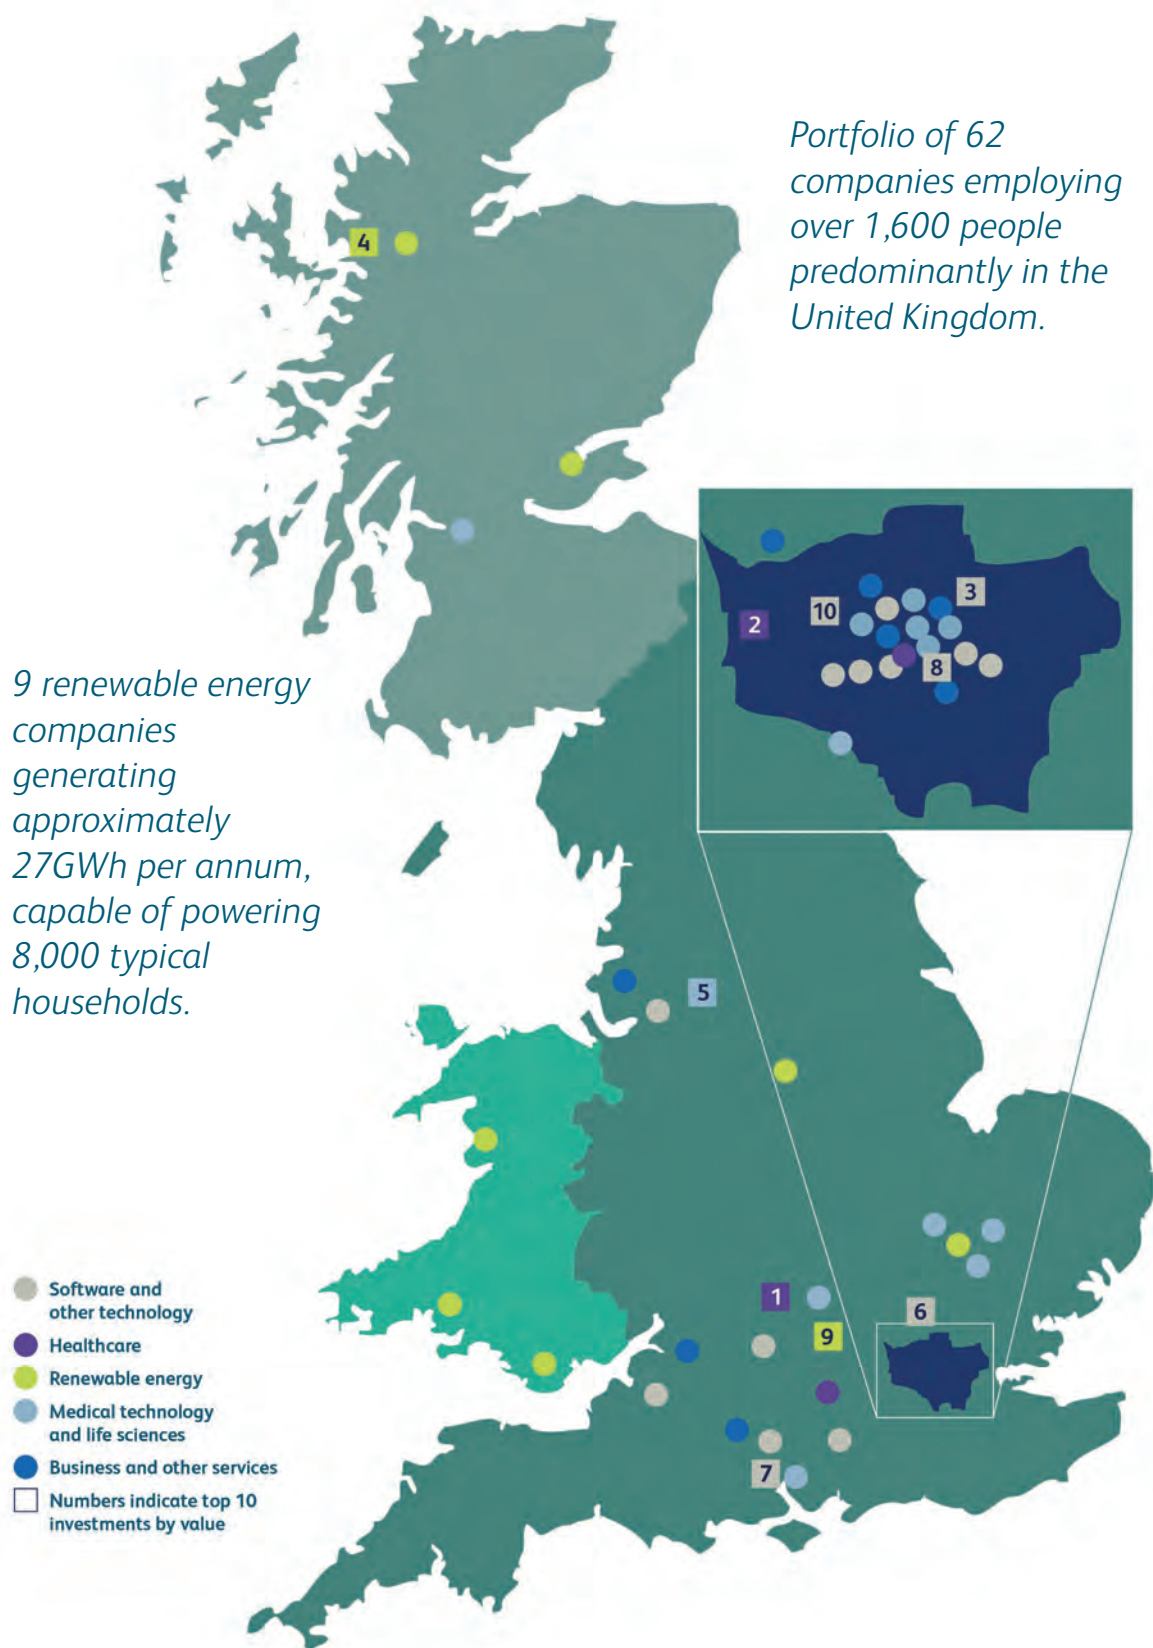 Portfolio of 62
companies employing
over 1,600 people
predominantly in the
United Kingdom.
4
3
10
2
8
9 renewable energy
companies
generating
approximately
27GWh per annum,
capable of powering
8,000 typical
households.
5
1
6
9
7
Software and
other technology
Healthcare
Renewable energy
Medical technology
and life sciences
Business and other services
Numbers indicate top 10
investments by value